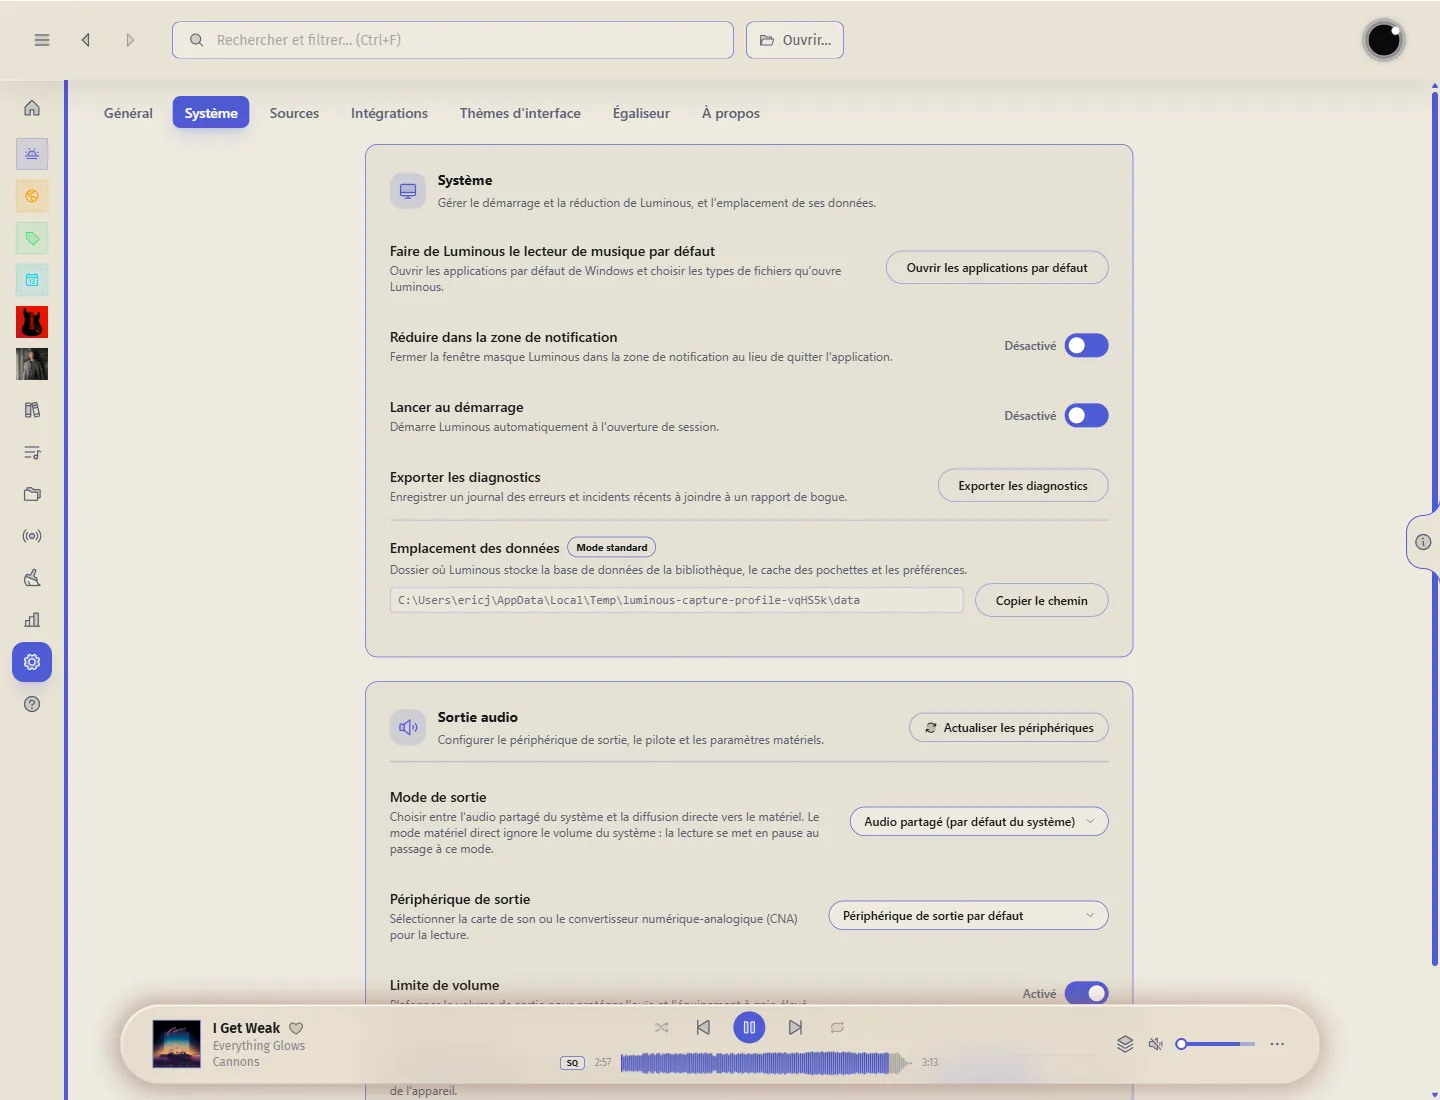 Rechercher et filtrer... (Ctrl+F)
Ouvrir...
Général
Système
Sources
Intégrations
Thèmes d'interface
Égaliseur
À propos
Système
Gérer le démarrage et la réduction de Luminous, et l'emplacement de ses données.
Faire de Luminous le lecteur de musique par défaut
Ouvrir les applications par défaut de Windows et choisir les types de fichiers qu'ouvre
Luminous.
Ouvrir les applications par défaut
Réduire dans la zone de notification
Fermer la fenêtre masque Luminous dans la zone de notification au lieu de quitter l'application.
Désactivé
Lancer au démarrage
Démarre Luminous automatiquement à l'ouverture de session.
Désactivé
Exporter les diagnostics
Enregistrer un journal des erreurs et incidents récents à joindre à un rapport de bogue.
Exporter les diagnostics
Emplacement des données
Mode standard
Dossier où Luminous stocke la base de données de la bibliothèque, le cache des pochettes et les préférences.
C:\Users\ericj\AppData\Local\Temp\luminous-capture-profile-vqHS5k\data
Copier le chemin
Sortie audio
Configurer le périphérique de sortie, le pilote et les paramètres matériels.
Actualiser les périphériques
Mode de sortie
Choisir entre l'audio partagé du système et la diffusion directe vers le matériel. Le
mode matériel direct ignore le volume du système : la lecture se met en pause au
passage à ce mode.
Audio partagé (par défaut du système)
Périphérique de sortie
Sélectionner la carte de son ou le convertisseur numérique-analogique (CNA)
pour la lecture.
Périphérique de sortie par défaut
Limite de volume
Activé
I Get Weak
Everything Glows
Cannons
SQ
2:57
3:13
de l'appareil.